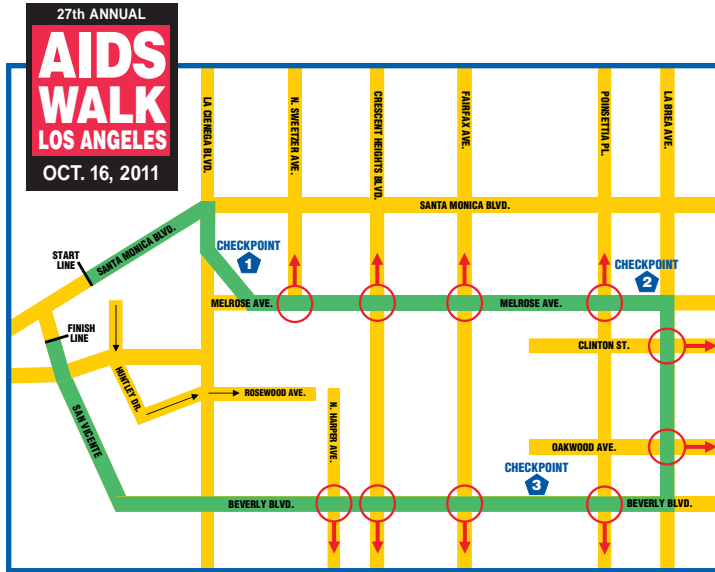 27th ANNUAL
AIDS
WALK
LOS ANGELES
OCT. 16, 2011
LA CIENEGA BLVD.
N. SWEETZER AVE.
CRESCENT HEIGHTS BLVD.
FAIRFAX AVE.
POINSETTIA PL.
LA BREA AVE.
SANTA MONICA BLVD.
SANTA MONICA BLVD.
START
LINE
CHECKPOINT
1
CHECKPOINT
2
MELROSE AVE.
MELROSE AVE.
FINISH
LINE
CLINTON ST.
HUNTLEY DR.
ROSEWOOD AVE.
N. HARPER AVE.
SAN VICENTE
OAKWOOD AVE.
CHECKPOINT
3
BEVERLY BLVD.
BEVERLY BLVD.